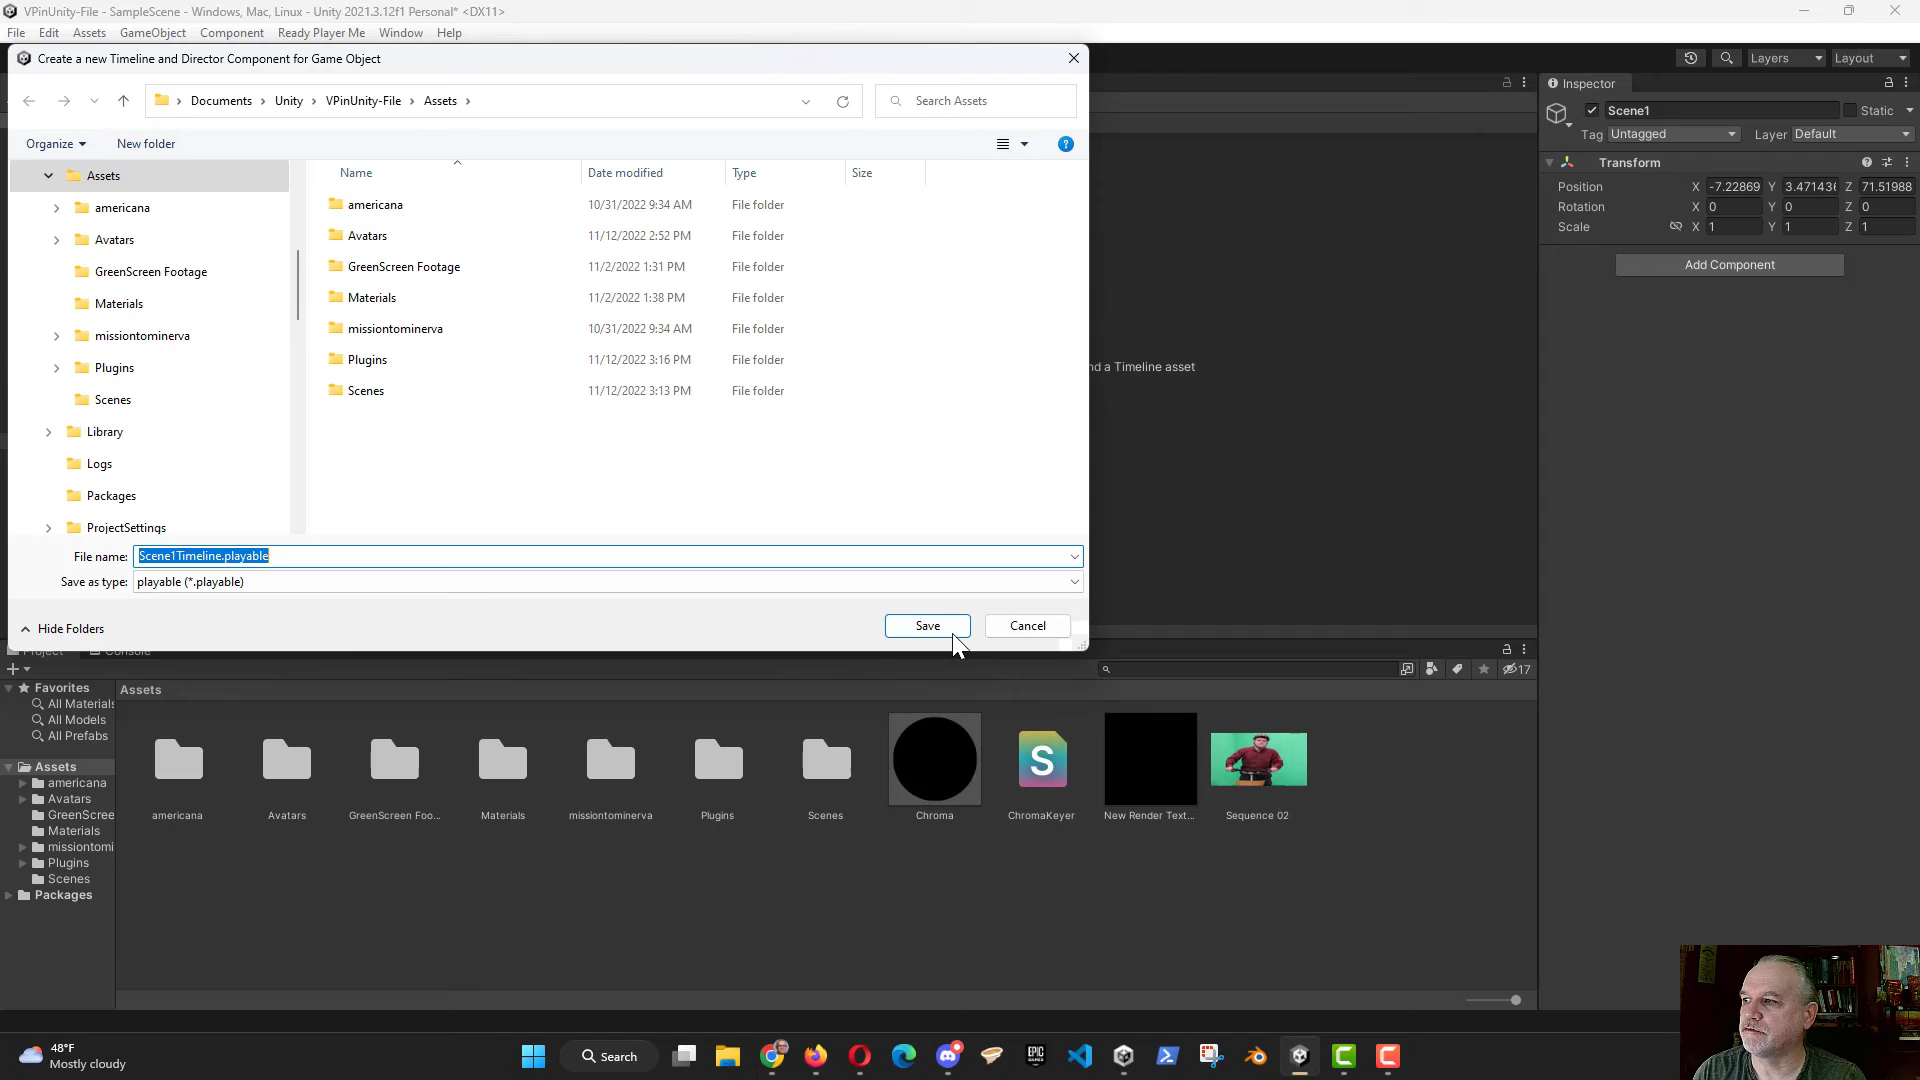 VPinUnity-File - SampleScene - Windows, Mac, Linux - Unity 2021.3.12f1 Personal* <DX11>
File Edit Assets GameObject Component Ready Player Me Window Help
Create a new Timeline and Director Component for Game Object
Layers Layout
Documents > Unity > VPinUnity-File > Assets >
Search Assets
Organize New folder
Name Date modified Type Size
Assets
americana
Avatars
GreenScreen Footage
Materials
missiontominerva
Plugins
Scenes
Library
Logs
Packages
ProjectSettings
americana 10/31/2022 9:34 AM File folder
Avatars 11/12/2022 2:52 PM File folder
GreenScreen Footage 11/2/2022 1:31 PM File folder
Materials 11/2/2022 1:38 PM File folder
missiontominerva 10/31/2022 9:34 AM File folder
Plugins 11/12/2022 3:16 PM File folder
Scenes 11/12/2022 3:13 PM File folder
File name: Scene1Timeline.playable
Save as type: playable (*.playable)
Hide Folders
Save Cancel
d a Timeline asset
Inspector
Scene1 Static
Tag Untagged Layer Default
Transform
Position X -7.22869 Y 3.47143 Z 71.51988
Rotation X 0 Y 0 Z 0
Scale X 1 Y 1 Z 1
Add Component
Project Console
17
Favorites
All Materials
All Models
All Prefabs
Assets
americana
Avatars
GreenScree
Materials
missiontomi
Plugins
Scenes
Packages
Assets
americana Avatars GreenScreen Foo... Materials missiontominerva Plugins Scenes Chroma ChromaKeyer New Render Text... Sequence 02
S
48°F
Mostly cloudy
Search
EPIC
GAMES